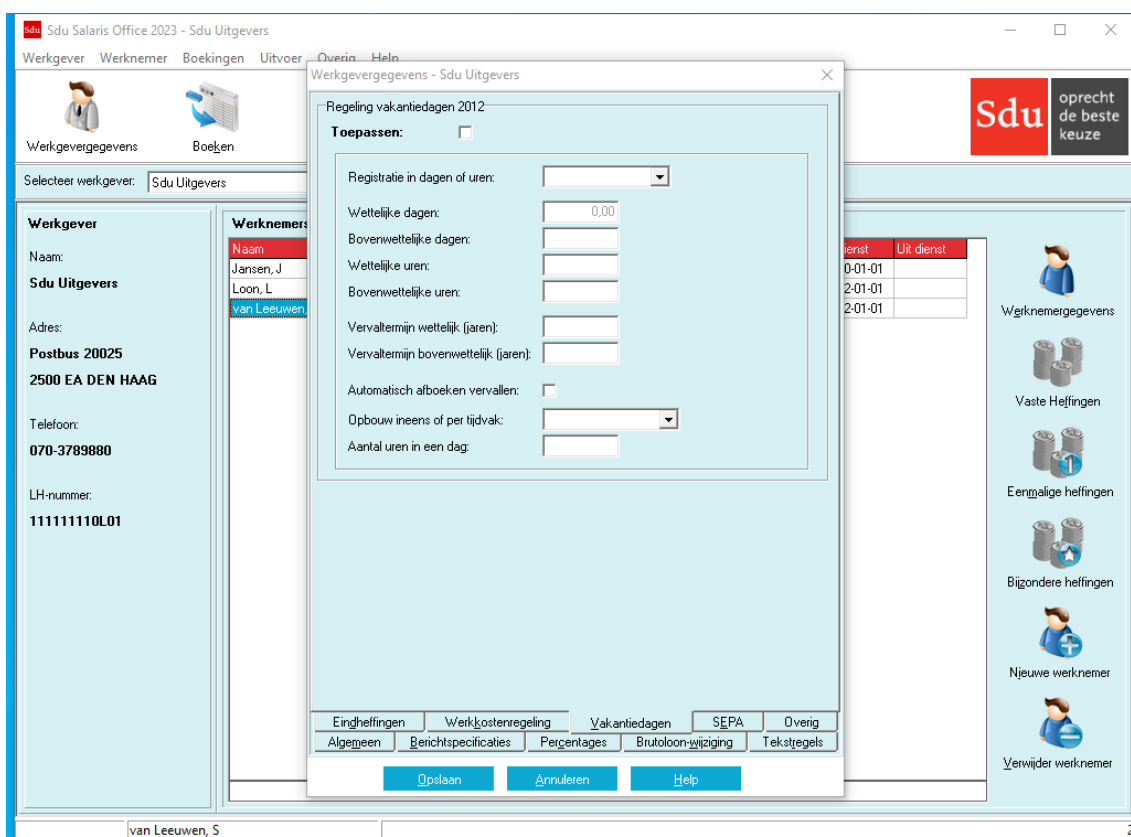 Sdu Sdu Salaris Office 2023 - Sdu Uitgevers
Werkgever Werknemer Boekingen Uitvoer Overig Help
Werkgevergegevens
Boeken
Sdu
oprecht
de beste
keuze
Selecteer werkgever: Sdu Uitgevers
Werkgever
Naam:
Sdu Uitgevers
Adres:
Postbus 20025
2500 EA DEN HAAG
Telefoon:
070-3789880
LH-nummer:
111111110L01
Werknemers
Naam
Jansen, J
Loon, L
van Leeuwen,
ienst Uit dienst
0-01-01
2-01-01
2-01-01
Werkgevergegevens - Sdu Uitgevers
Regeling vakantiedagen 2012
Toepassen:
Registratie in dagen of uren:
Wettelijke dagen: 0,00
Bovenwettelijke dagen:
Wettelijke uren:
Bovenwettelijke uren:
Vervaltermijn wettelijk (jaren):
Vervaltermijn bovenwettelijk (jaren):
Automatisch afboeken vervallen:
Opbouw ineens of per tijdvak:
Aantal uren in een dag:
Eindheffingen Werkkostenregeling Vakantiedagen SEPA Overig
Algemeen Berichtspecificaties Percentages Brutoloon-wijziging Tekstregels
Opslaan Annuleren Help
Werknemergegevens
Vaste Heffingen
1
Eenmalige heffingen
Bijzondere heffingen
Nieuwe werknemer
Verwijder werknemer
van Leeuwen, S